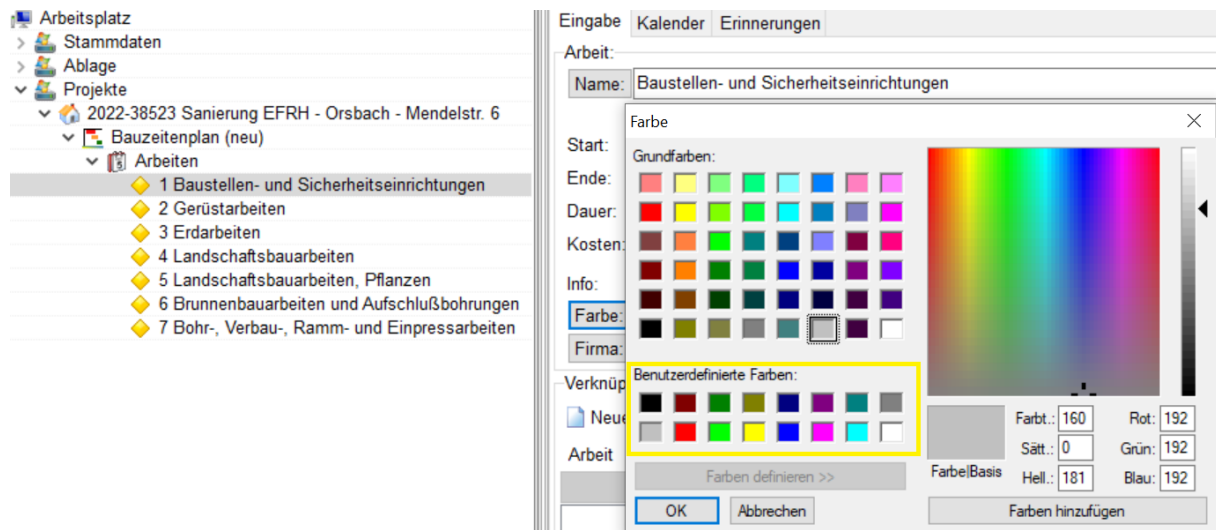 Arbeitsplatz
Stammdaten
Ablage
Projekte
2022-38523 Sanierung EFRH - Orsbach - Mendelstr. 6
Bauzeitenplan (neu)
Arbeiten
1 Baustellen- und Sicherheitseinrichtungen
2 Gerüstarbeiten
3 Erdarbeiten
4 Landschaftsbauarbeiten
5 Landschaftsbauarbeiten, Pflanzen
6 Brunnenbauarbeiten und Aufschlußbohrungen
7 Bohr-, Verbau-, Ramm- und Einpressarbeiten
Eingabe Kalender Erinnerungen
Arbeit:
Name: Baustellen- und Sicherheitseinrichtungen
Start:
Ende:
Dauer:
Kosten:
Info:
Farbe:
Firma:
Verknüp
Neue
Arbeit
Farbe
Grundfarben:
Benutzerdefinierte Farben:
Farben definieren >>
OK Abbrechen
Farbe|Basis
Farbt.: 160 Rot: 192
Sätt.: 0 Grün: 192
Hell.: 181 Blau: 192
Farben hinzufügen